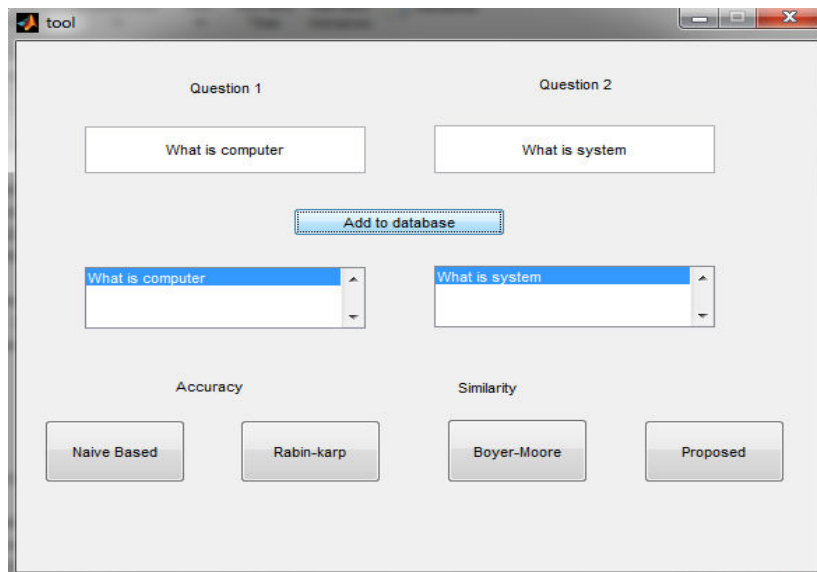 tool
Question 1
Question 2
What is computer
What is system
Add to database
What is computer
What is system
Accuracy
Similarity
Naive Based
Rabin-karp
Boyer-Moore
Proposed